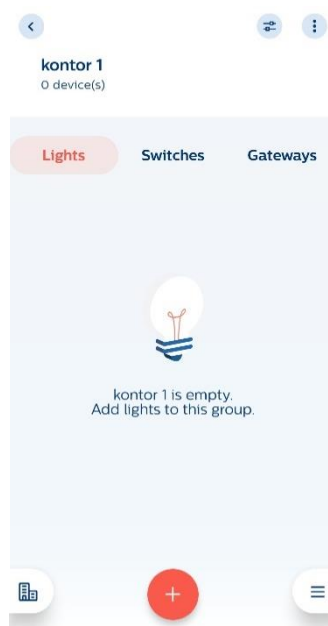 kontor 1
0 device(s)
Lights Switches Gateways
kontor 1 is empty.
Add lights to this group.